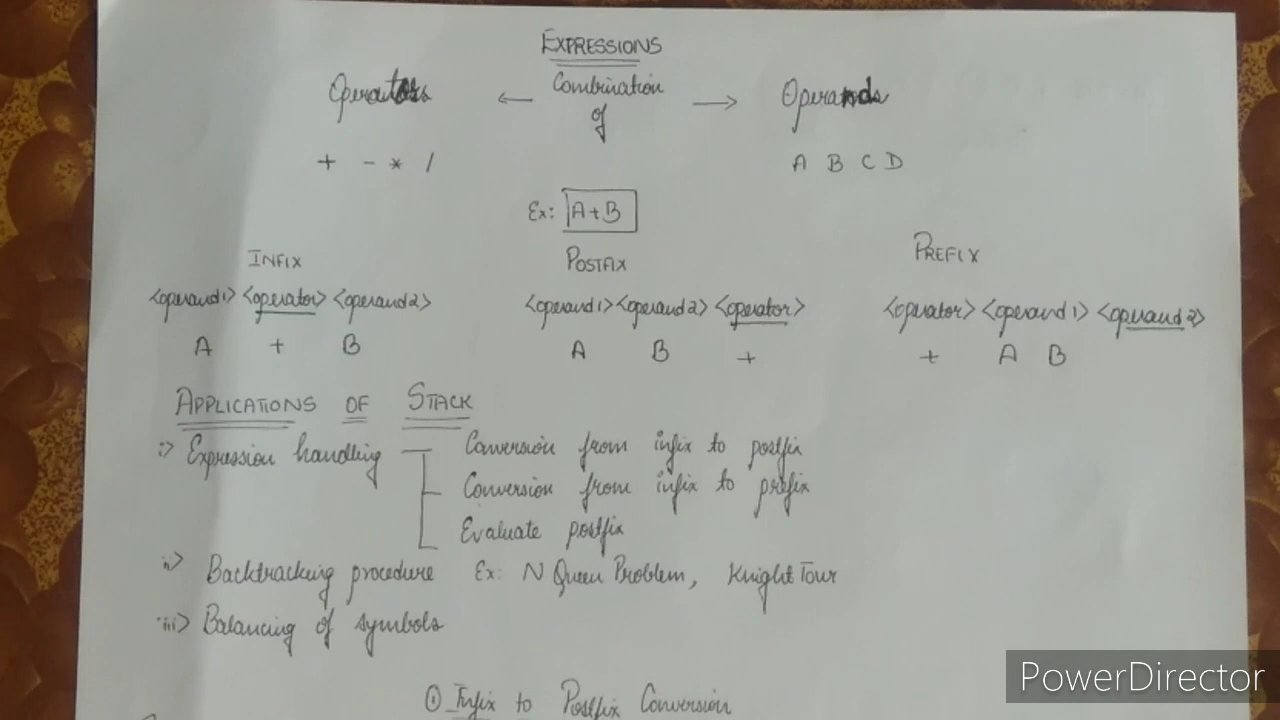 EXPRESSIONS
Operators ← Combination of → Operands
+ - * / A B C D
Ex: A+B
INFIX POSTFIX PREFIX
<operand1> <operator> <operand2> <operand1> <operand2> <operator> <operator> <operand1> <operand2>
A + B A B + + A B
APPLICATIONS OF STACK
i> Expression handling Conversion from infix to postfix
Conversion from infix to prefix
Evaluate postfix
ii> Backtracking procedure Ex: N Queen Problem, Knight Tour
iii> Balancing of symbols
PowerDirector
① Infix to Postfix Conversion